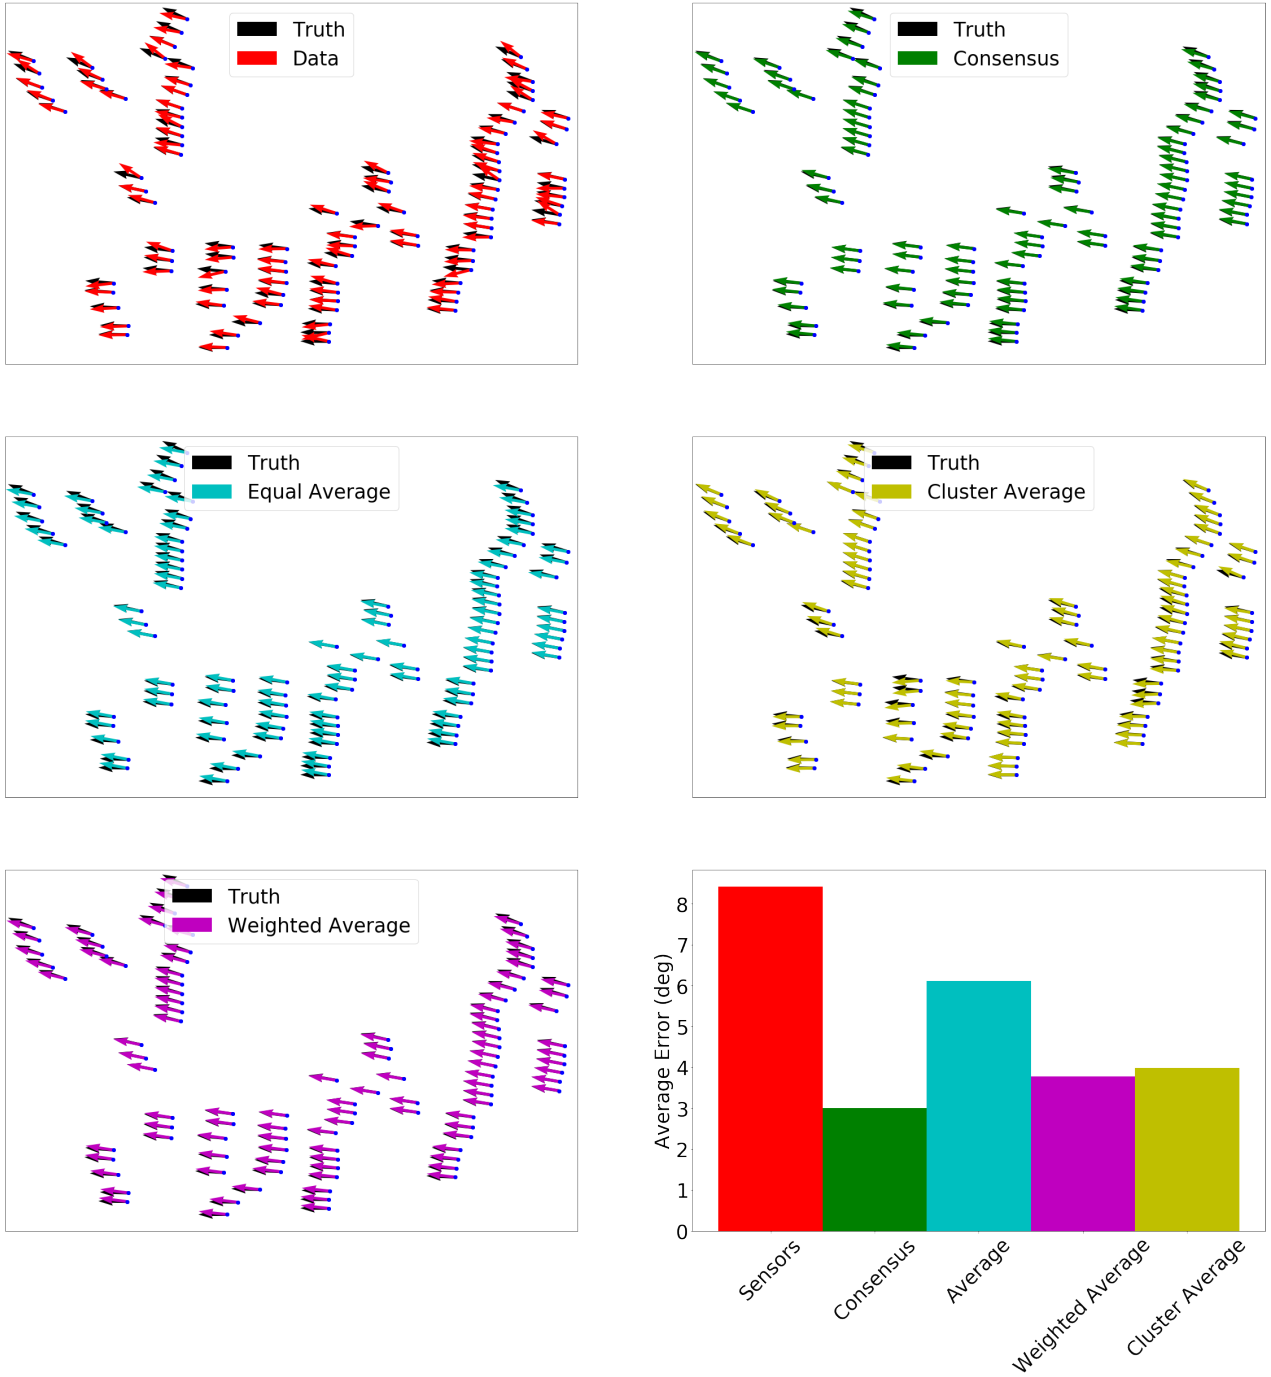 Truth
Data
Truth
Consensus
Truth
Equal Average
Truth
Cluster Average
Truth
Weighted Average
8
7
6
5
4
3
2
1
0
Average Error (deg)
Sensors
Consensus
Average
Weighted Average
Cluster Average